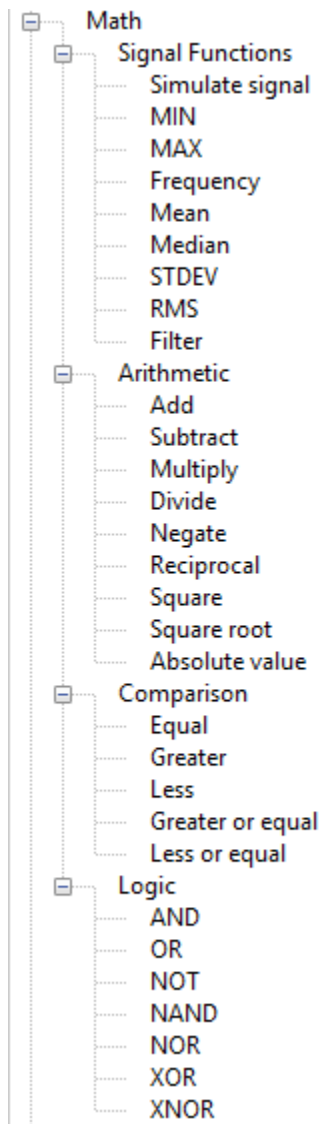 Math
Signal Functions
Simulate signal
MIN
MAX
Frequency
Mean
Median
STDEV
RMS
Filter
Arithmetic
Add
Subtract
Multiply
Divide
Negate
Reciprocal
Square
Square root
Absolute value
Comparison
Equal
Greater
Less
Greater or equal
Less or equal
Logic
AND
OR
NOT
NAND
NOR
XOR
XNOR